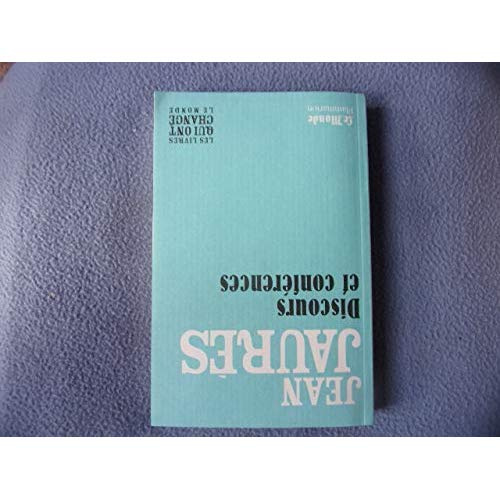 JEAN
JAURÈS
Discours
et conférences
Le Monde
Flammarion
LES LIVRES
QUI ONT
CHANGÉ
LE MONDE